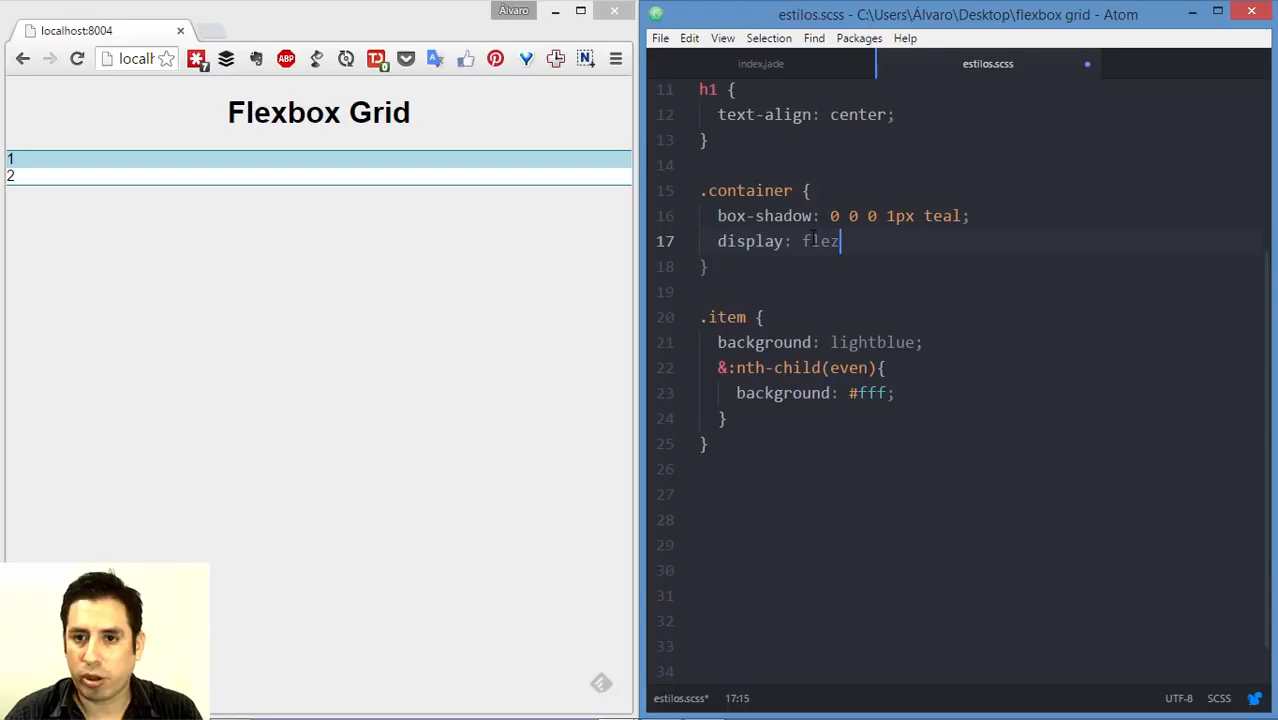 Álvaro
localhost:8004
localh
7
ABP
0
N
Flexbox Grid
1
2
estilos.scss - C:\Users\Álvaro\Desktop\flexbox grid - Atom
File Edit View Selection Find Packages Help
index.jade estilos.scss
11 h1 {
12 text-align: center;
13 }
14
15 .container {
16 box-shadow: 0 0 0 1px teal;
17 display: flez
18 }
19
20 .item {
21 background: lightblue;
22 &:nth-child(even){
23 background: #fff;
24 }
25 }
26
27
28
29
30
31
32
33
34
estilos.scss* 17:15 UTF-8 SCSS